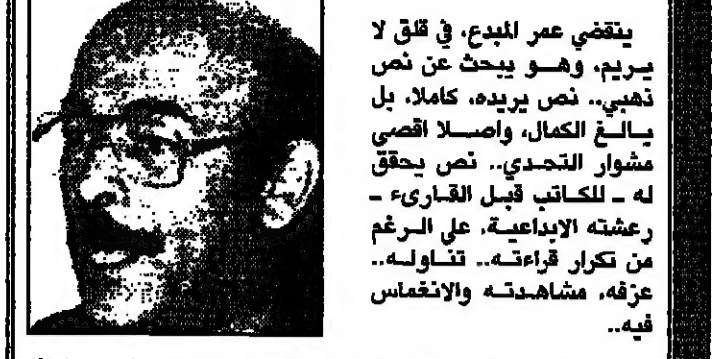 ينقضي عمر المبدع، في قلق لا
يريم، وهو يبحث عن نص
ذهبي.. نص يريده، كاملا، بل
بالغ الكمال، واصلا اقصى
مشوار التحدي.. نص يحقق
له ـ للكاتب قبل القارىء ـ
رعشته الابداعية، على الرغم
من تكرار قراءته.. تناوله..
عزفه، مشاهدته والانغماس
فيه..